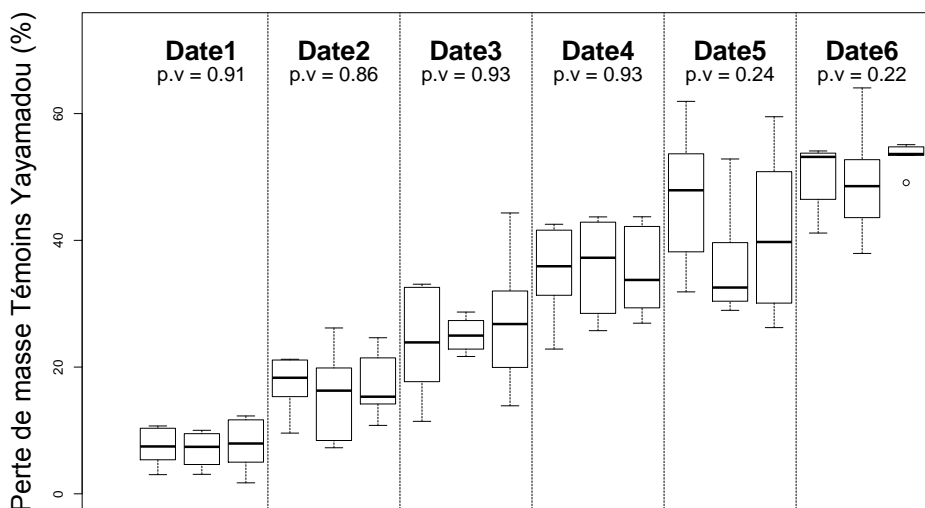 Perte de masse Témoins Yayamadou (%)
0
20
40
60
Date1
p.v = 0.91
Date2
p.v = 0.86
Date3
p.v = 0.93
Date4
p.v = 0.93
Date5
p.v = 0.24
Date6
p.v = 0.22